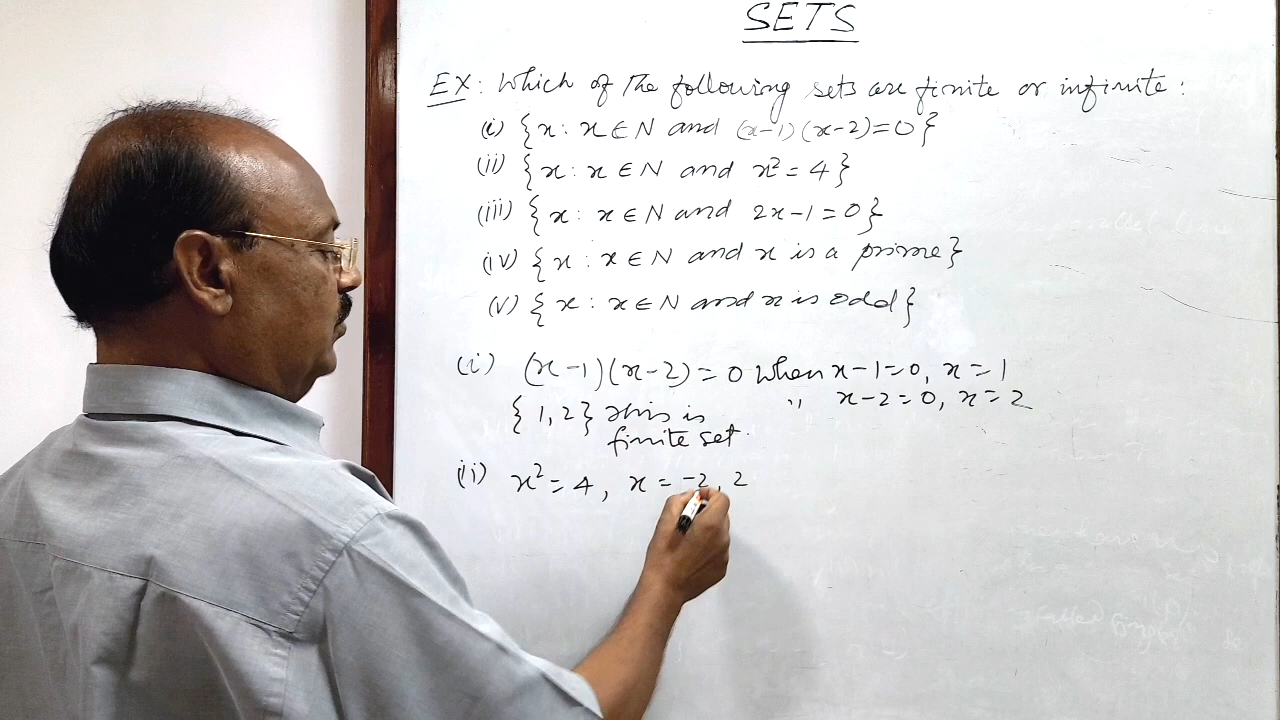 SETS
EX: Which of the following sets are finite or infinite:
(i) {x: x ∈ N and (x-1)(x-2)=0}
(ii) {x: x ∈ N and x² = 4}
(iii) {x: x ∈ N and 2x-1=0}
(iv) {x: x ∈ N and x is a prime}
(v) {x: x ∈ N and x is odd}
(i) (x-1)(x-2) = 0 when x-1=0, x=1
{1,2} this is " x-2=0, x=2
finite set.
(ii) x² = 4, x = -2, 2